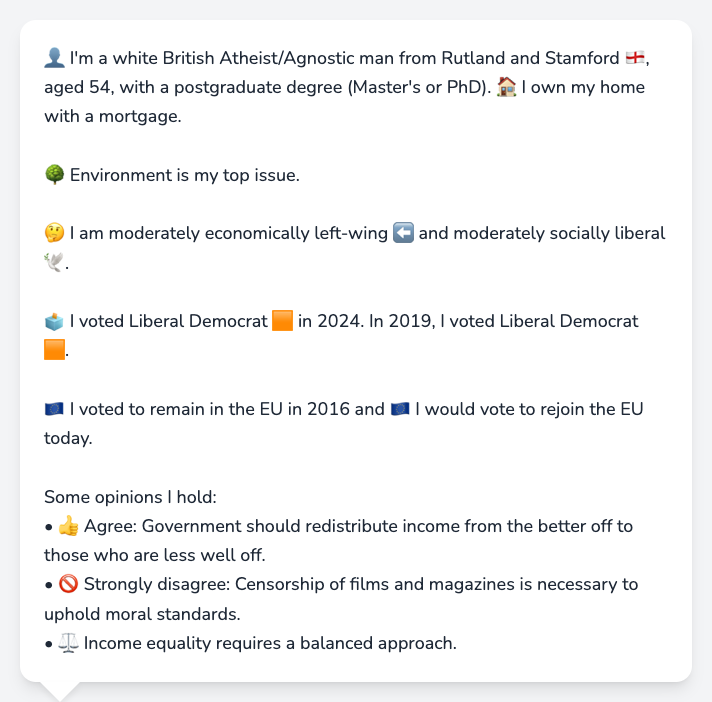 👤 I'm a white British Atheist/Agnostic man from Rutland and Stamford 🏴󠁧󠁢󠁥󠁮󠁧󠁿,
aged 54, with a postgraduate degree (Master's or PhD). 🏠 I own my home
with a mortgage.
🌳 Environment is my top issue.
🤔 I am moderately economically left-wing ⬅️ and moderately socially liberal
🕊️.
🗳️ I voted Liberal Democrat 🟧 in 2024. In 2019, I voted Liberal Democrat
🟧.
🇪🇺 I voted to remain in the EU in 2016 and 🇪🇺 I would vote to rejoin the EU
today.
Some opinions I hold:
• 👍 Agree: Government should redistribute income from the better off to
those who are less well off.
• 🚫 Strongly disagree: Censorship of films and magazines is necessary to
uphold moral standards.
• ⚖️ Income equality requires a balanced approach.